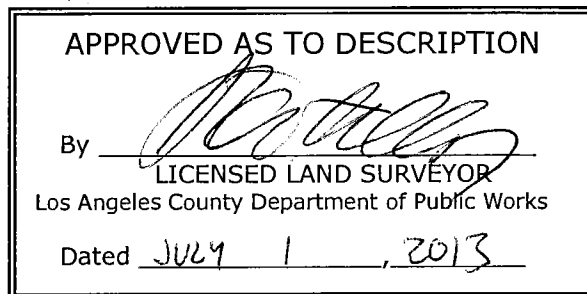 APPROVED AS TO DESCRIPTION
By
LICENSED LAND SURVEYOR
Los Angeles County Department of Public Works
Dated JULY 1, 2013